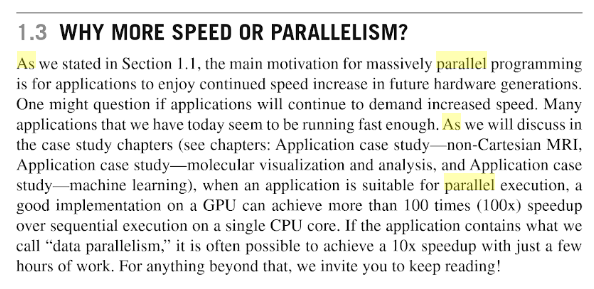 1.3 WHY MORE SPEED OR PARALLELISM?
As we stated in Section 1.1, the main motivation for massively parallel programming
is for applications to enjoy continued speed increase in future hardware generations.
One might question if applications will continue to demand increased speed. Many
applications that we have today seem to be running fast enough. As we will discuss in
the case study chapters (see chapters: Application case study—non-Cartesian MRI,
Application case study—molecular visualization and analysis, and Application case
study—machine learning), when an application is suitable for parallel execution, a
good implementation on a GPU can achieve more than 100 times (100x) speedup
over sequential execution on a single CPU core. If the application contains what we
call “data parallelism,” it is often possible to achieve a 10x speedup with just a few
hours of work. For anything beyond that, we invite you to keep reading!